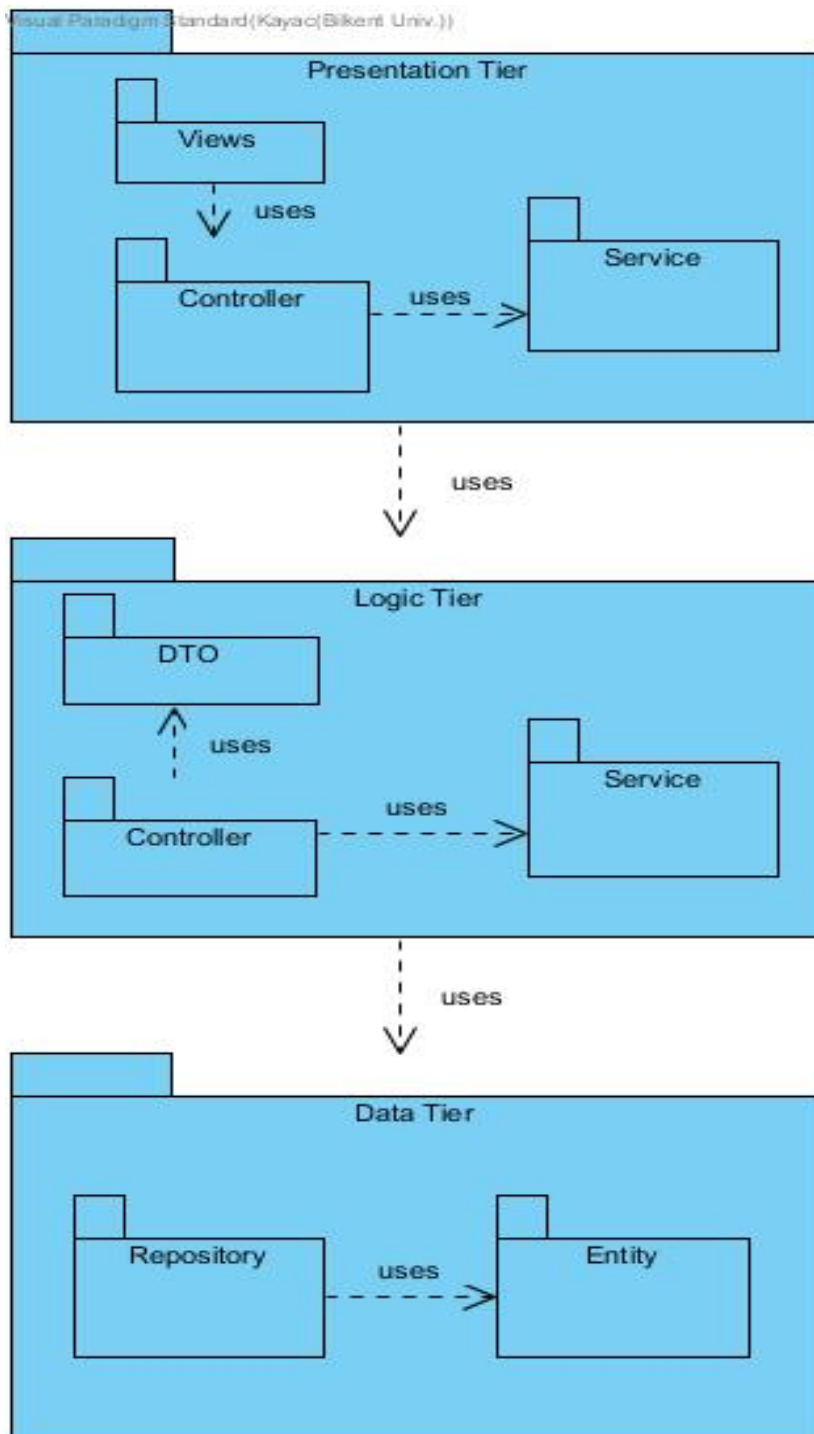 Visual Paradigm Standard(Kayac(Bilkent Univ.))
Presentation Tier
Views
uses
Controller
uses
Service
uses
Logic Tier
DTO
uses
Controller
uses
Service
uses
Data Tier
Repository
uses
Entity